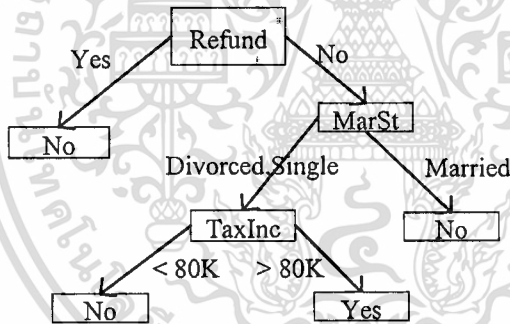 Refund
Yes
No
No
MarSt
Divorced,Single
Married
TaxInc
No
< 80K
> 80K
No
Yes